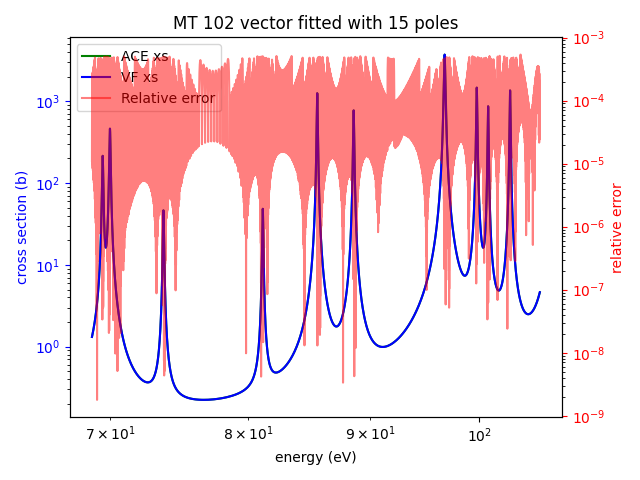 MT 102 vector fitted with 15 poles
ACE xs
VF xs
Relative error
cross section (b)
10³
10²
10¹
10⁰
10⁻³
10⁻⁴
10⁻⁵
10⁻⁶
10⁻⁷
10⁻⁸
10⁻⁹
relative error
7 × 10¹
8 × 10¹
9 × 10¹
10²
energy (eV)